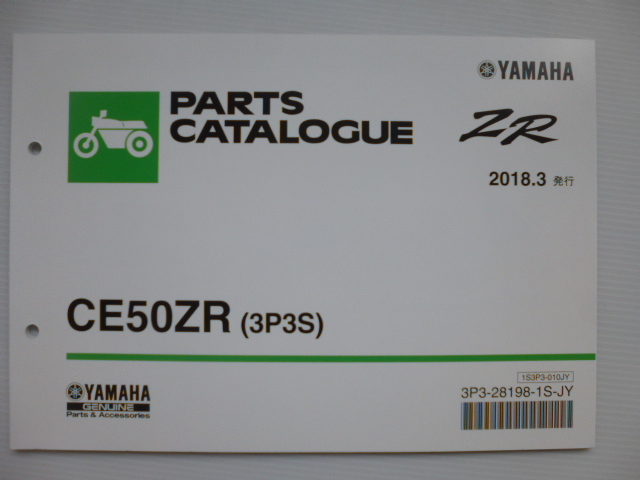 YAMAHA
PARTS
CATALOGUE
ZR
2018.3 発行
CE50ZR (3P3S)
1S3P3-010JY
YAMAHA
GENUINE
Parts & Accessories
3P3-28198-1S-JY